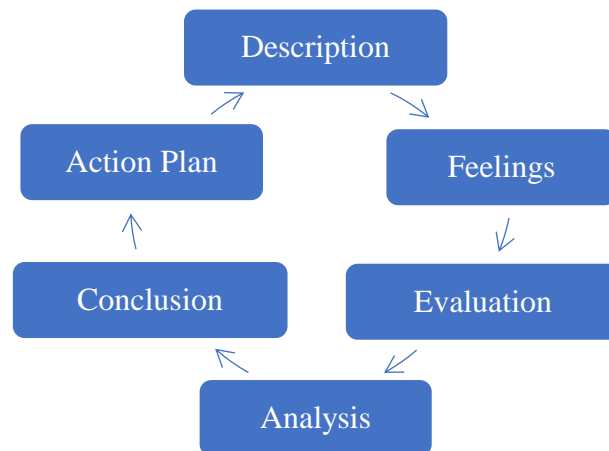 Description
Feelings
Evaluation
Analysis
Conclusion
Action Plan